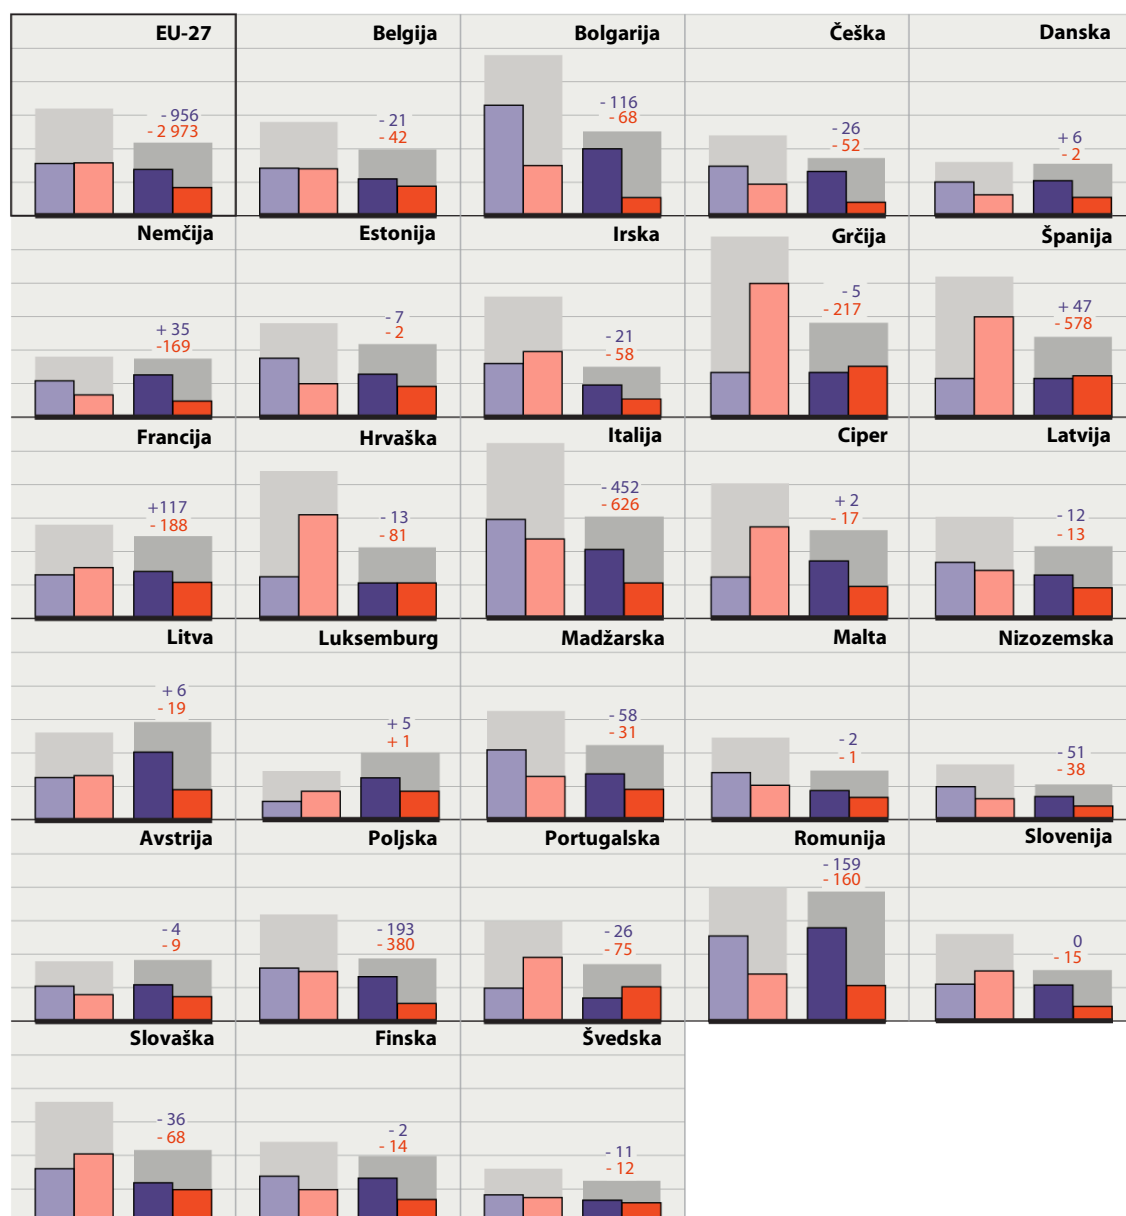 EU-27
- 956
- 2 973
Belgija
- 21
- 42
Bolgarija
- 116
- 68
Češka
- 26
- 52
Danska
+ 6
- 2
Nemčija
+ 35
-169
Estonija
- 7
- 2
Irska
- 21
- 58
Grčija
- 5
- 217
Španija
+ 47
- 578
Francija
+117
- 188
Hrvaška
- 13
- 81
Italija
- 452
- 626
Ciper
+ 2
- 17
Latvija
- 12
- 13
Litva
+ 6
- 19
Luksemburg
+ 5
+ 1
Madžarska
- 58
- 31
Malta
- 2
- 1
Nizozemska
- 51
- 38
Avstrija
- 4
- 9
Poljska
- 193
- 380
Portugalska
- 26
- 75
Romunija
- 159
- 160
Slovenija
0
- 15
Slovaška
- 36
- 68
Finska
- 2
- 14
Švedska
- 11
- 12